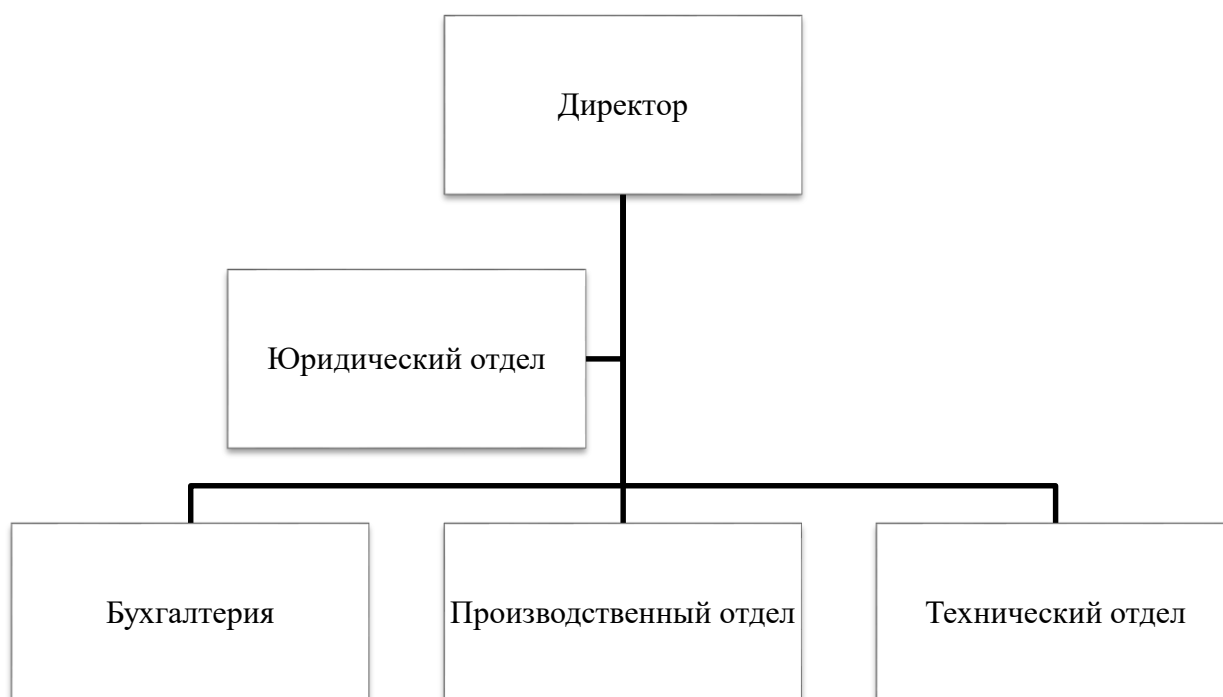 Директор
Юридический отдел
Бухгалтерия
Производственный отдел
Технический отдел